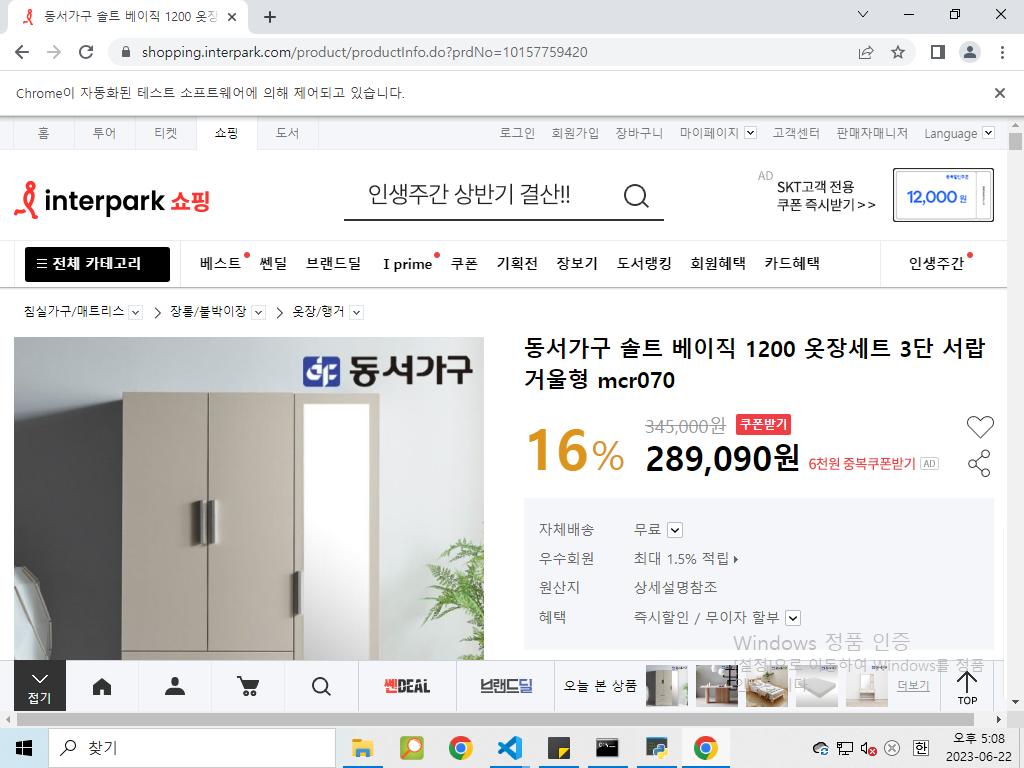 동서가구 솔트 베이직 1200 옷장
shopping.interpark.com/product/productInfo.do?prdNo=10157759420
Chrome이 자동화된 테스트 소프트웨어에 의해 제어되고 있습니다.
홈 투어 티켓 쇼핑 도서 로그인 회원가입 장바구니 마이페이지 고객센터 판매자매니저 Language
interpark 쇼핑
인생주간 상반기 결산!!
AD
SKT고객 전용
쿠폰 즉시받기>>
12,000원
전체 카테고리 베스트 쎈딜 브랜드딜 I prime 쿠폰 기획전 장보기 도서랭킹 회원혜택 카드혜택 인생주간
침실가구/매트리스 장롱/붙박이장 옷장/행거
동서가구
동서가구 솔트 베이직 1200 옷장세트 3단 서랍
거울형 mcr070
16%
345,000원 쿠폰받기
289,090원 6천원 중복쿠폰받기 AD
자체배송 무료
우수회원 최대 1.5% 적립
원산지 상세설명참조
혜택 즉시할인 / 무이자 할부
Windows 정품 인증
[설정]으로 이동하여 Windows를 정품
접기
쎈DEAL
브랜드딜
오늘 본 상품
더보기
TOP
찾기
한
오후 5:08
2023-06-22